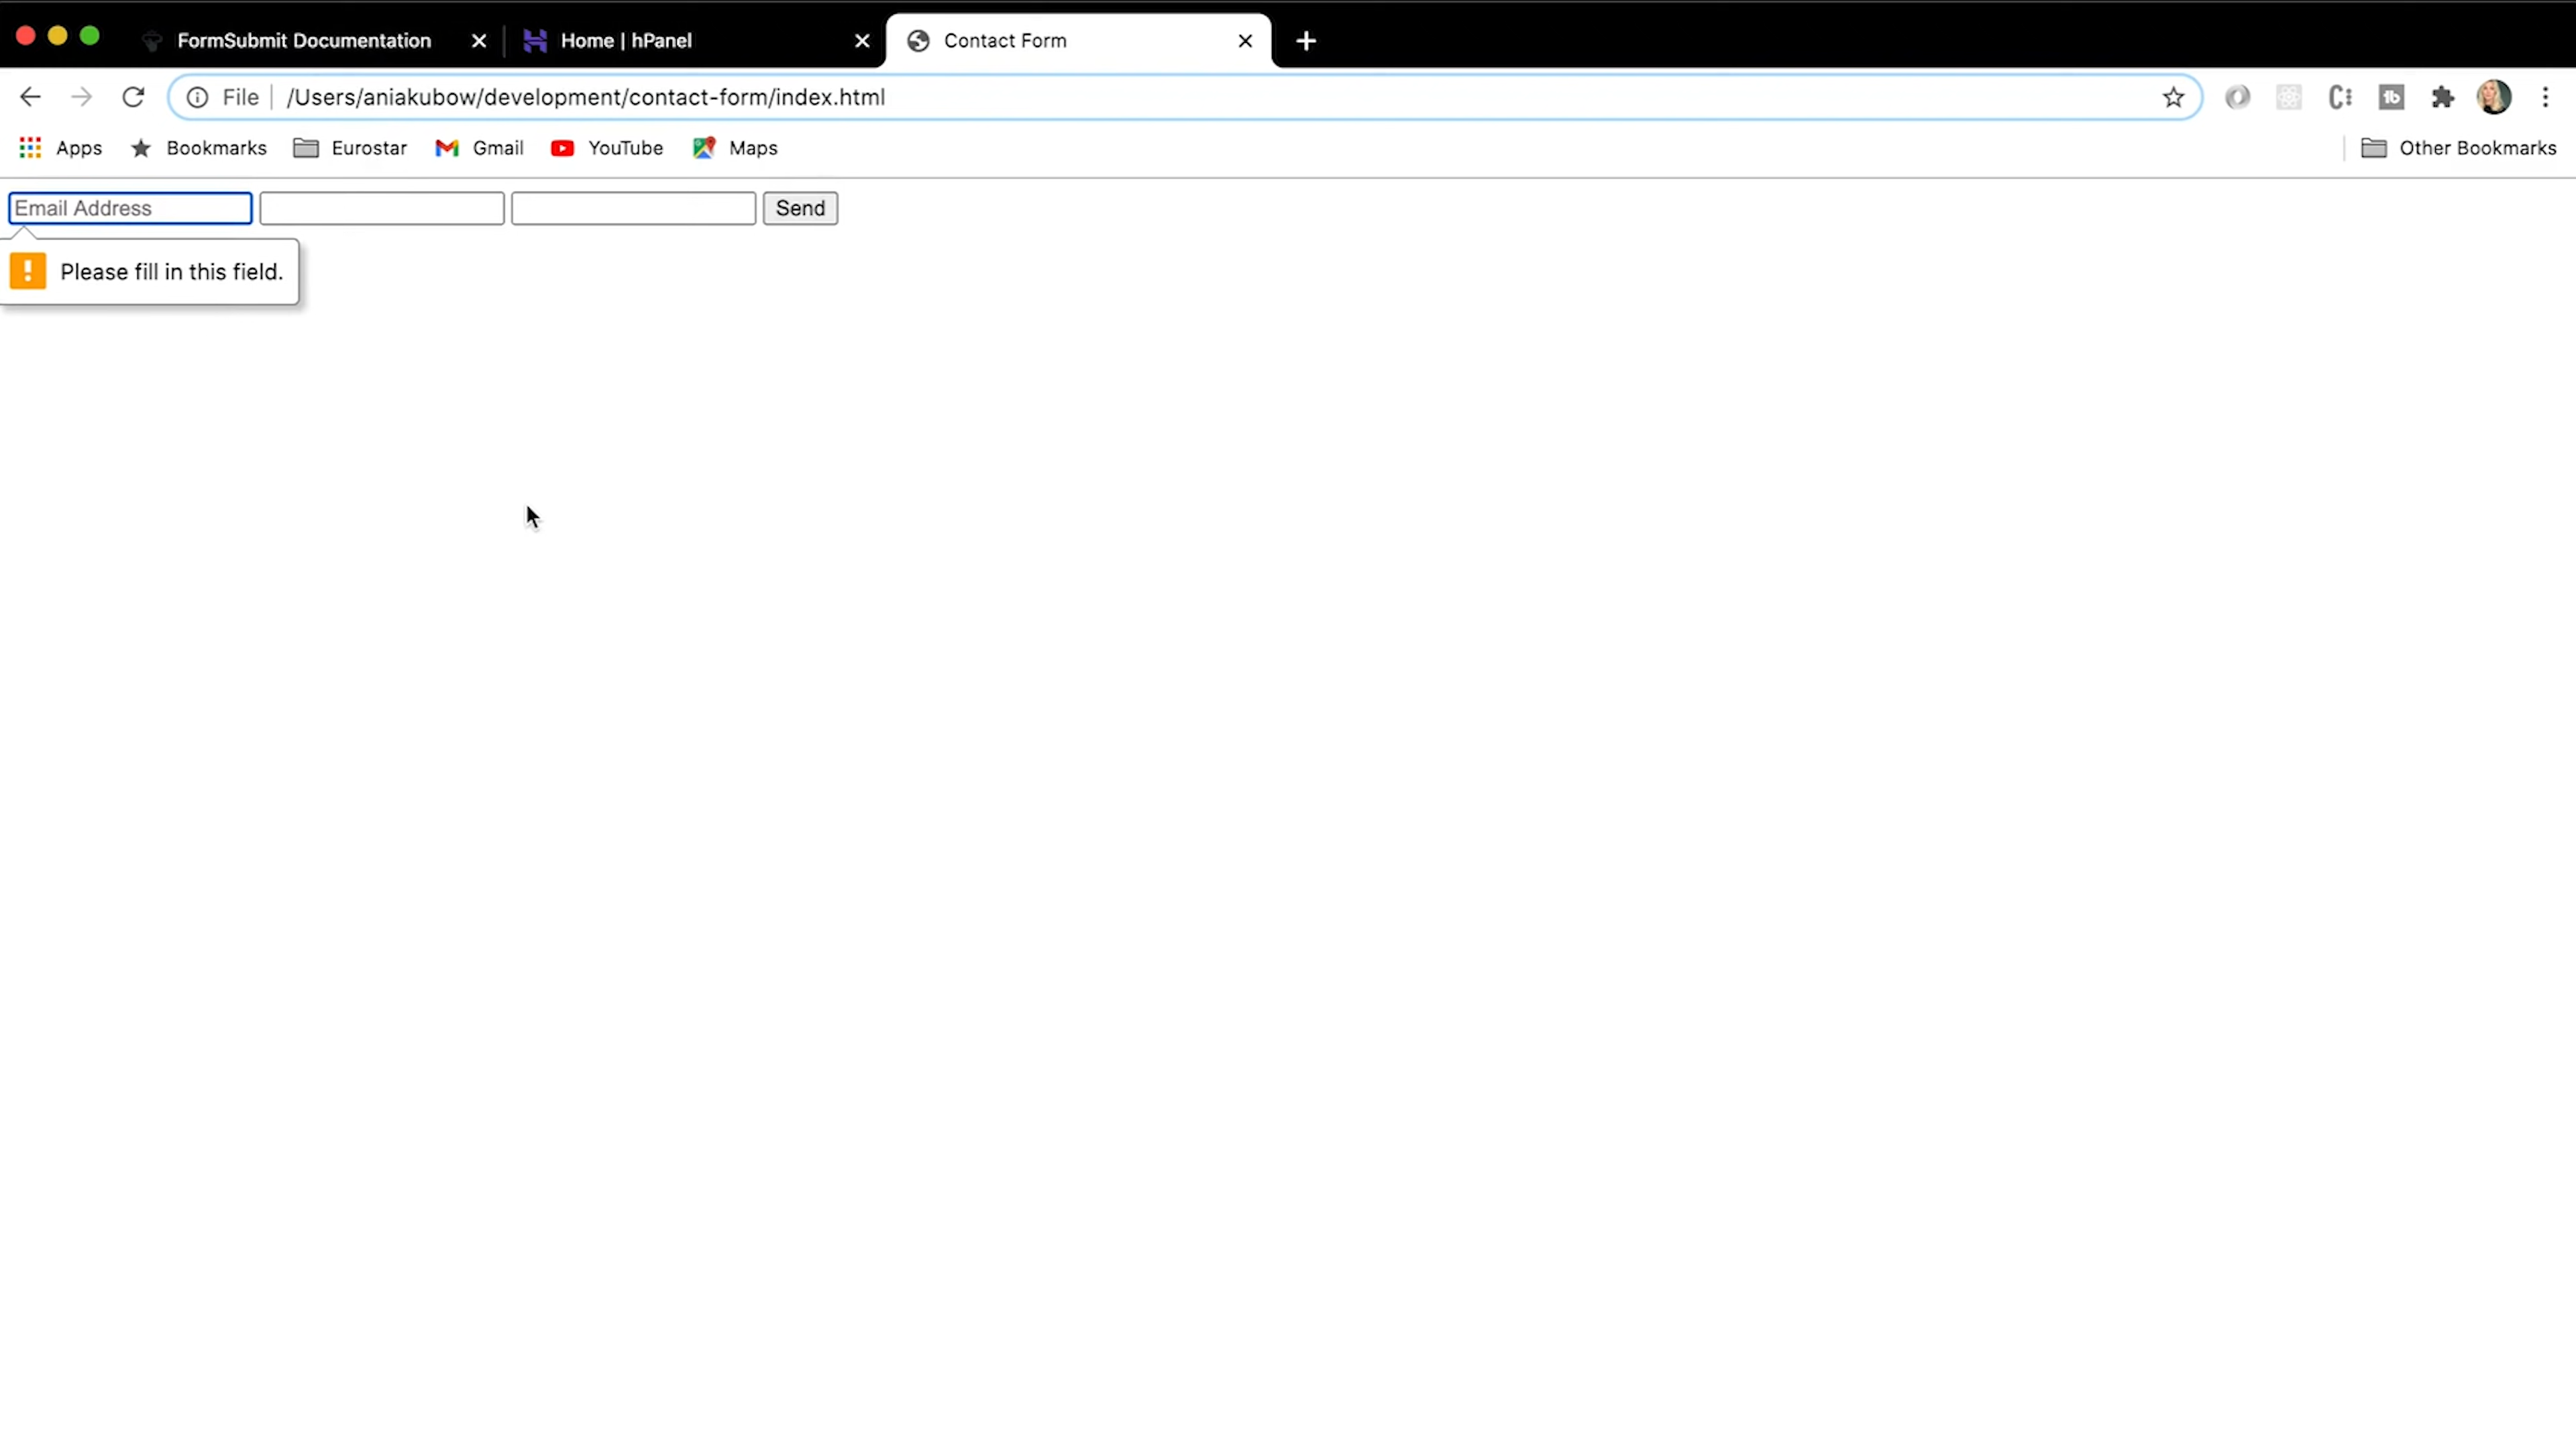 FormSubmit Documentation
Home | hPanel
Contact Form
File /Users/aniakubow/development/contact-form/index.html
Apps
Bookmarks
Eurostar
Gmail
YouTube
Maps
Other Bookmarks
Email Address
Send
Please fill in this field.